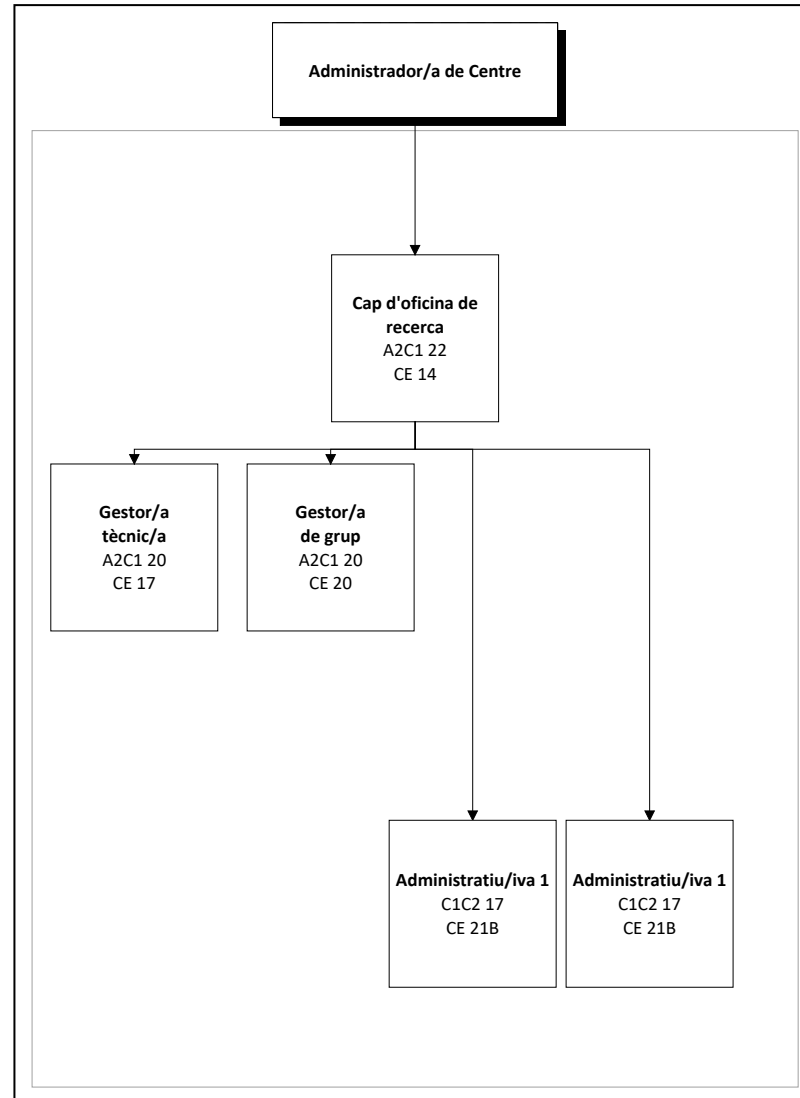 Administrador/a de Centre
Cap d'oficina de
recerca
A2C1 22
CE 14
Gestor/a
tècnic/a
A2C1 20
CE 17
Gestor/a
de grup
A2C1 20
CE 20
Administratiu/iva 1
C1C2 17
CE 21B
Administratiu/iva 1
C1C2 17
CE 21B